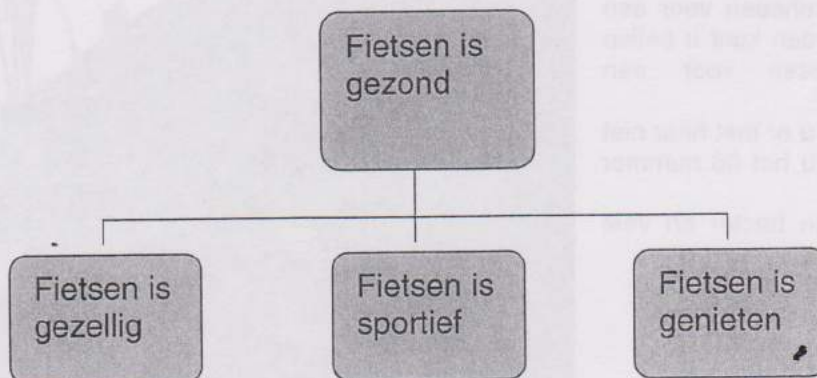 Fietsen is
gezond
Fietsen is
gezellig
Fietsen is
sportief
Fietsen is
genieten